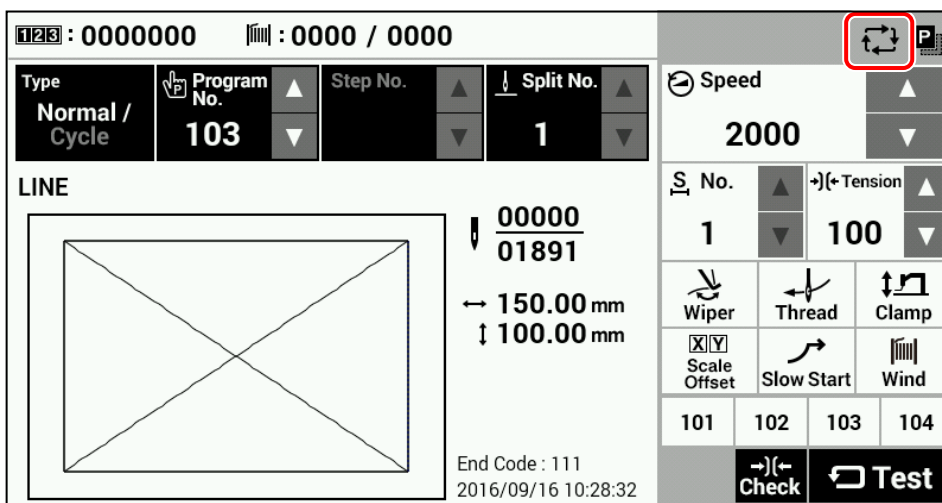 123 : 0000000 : 0000 / 0000
P
Type
Normal /
Cycle
P Program
No.
103
Step No.
Split No.
1
Speed
2000
LINE
S No.
1
Tension
100
00000
01891
150.00 mm
100.00 mm
Wiper
Thread
Clamp
X Y
Scale
Offset
Slow Start
Wind
101
102
103
104
End Code : 111
2016/09/16 10:28:32
Check
Test